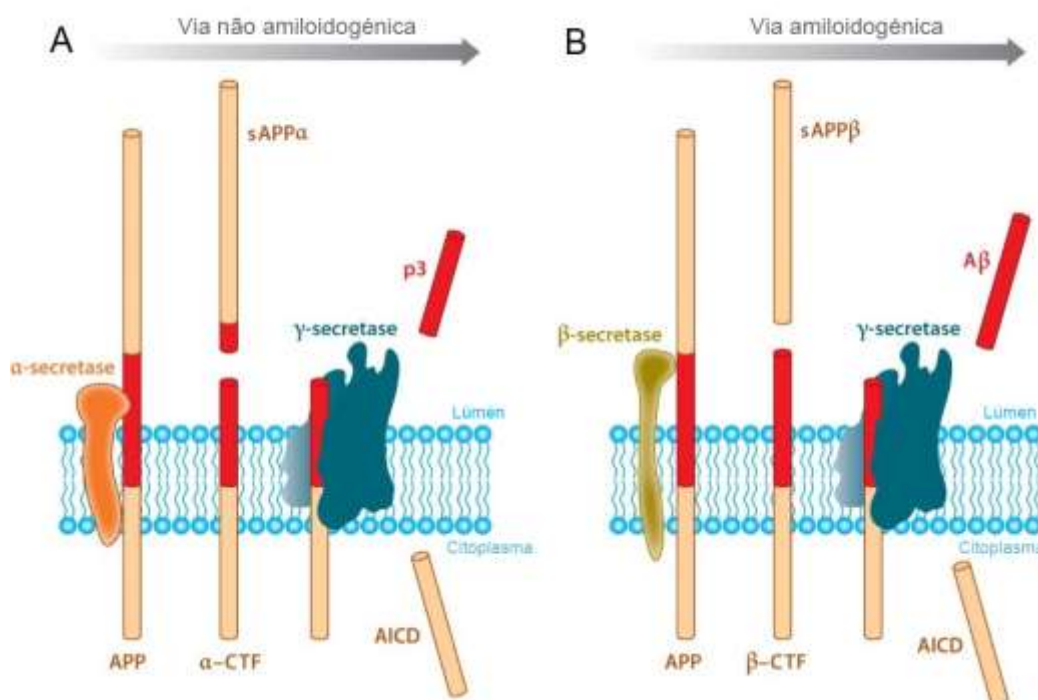 A
Via não amiloidogénica
sAPPα
p3
γ-secretase
α-secretase
Lúmen
Citoplasma
AICD
APP
α-CTF
B
Via amiloidogénica
sAPPβ
Aβ
γ-secretase
β-secretase
Lúmen
Citoplasma
AICD
APP
β-CTF